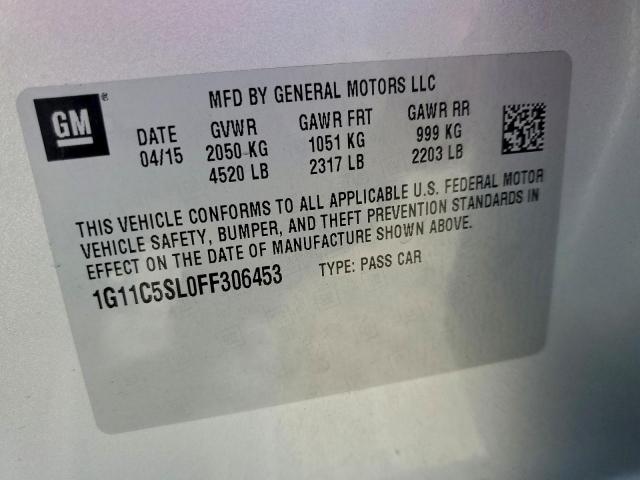 GM®
MFD BY GENERAL MOTORS LLC
DATE GVWR GAWR FRT GAWR RR
04/15 2050 KG 1051 KG 999 KG
4520 LB 2317 LB 2203 LB
THIS VEHICLE CONFORMS TO ALL APPLICABLE U.S. FEDERAL MOTOR
VEHICLE SAFETY, BUMPER, AND THEFT PREVENTION STANDARDS IN
EFFECT ON THE DATE OF MANUFACTURE SHOWN ABOVE.
1G11C5SL0FF306453 TYPE: PASS CAR